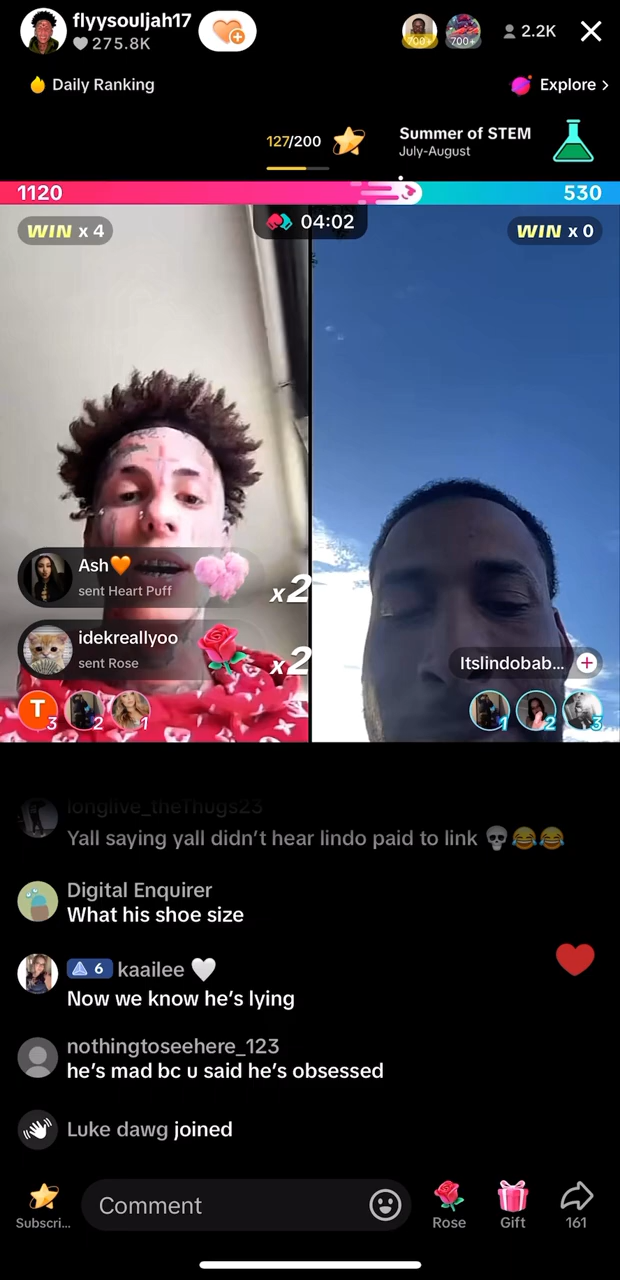 flyysouljah17
275.8K
700+
700+
2.2K
Daily Ranking
Explore >
127/200
Summer of STEM
July-August
1120
530
WIN x 4
04:02
WIN x 0
Ash🧡
sent Heart Puff
x2
idekreallyoo
sent Rose
x2
Itslindobab...
T
3
2
1
1
2
3
longlive_theThugs23
Yall saying yall didn't hear lindo paid to link 💀😂😂
Digital Enquirer
What his shoe size
6 kaailee 🤍
Now we know he's lying
nothingtoseehere_123
he's mad bc u said he's obsessed
Luke dawg joined
Subscri...
Comment
Rose
Gift
161